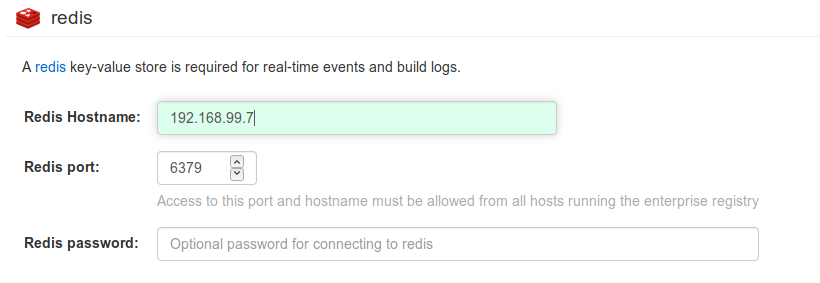 redis
A redis key-value store is required for real-time events and build logs.
Redis Hostname: 192.168.99.7
Redis port: 6379
Access to this port and hostname must be allowed from all hosts running the enterprise registry
Redis password: Optional password for connecting to redis